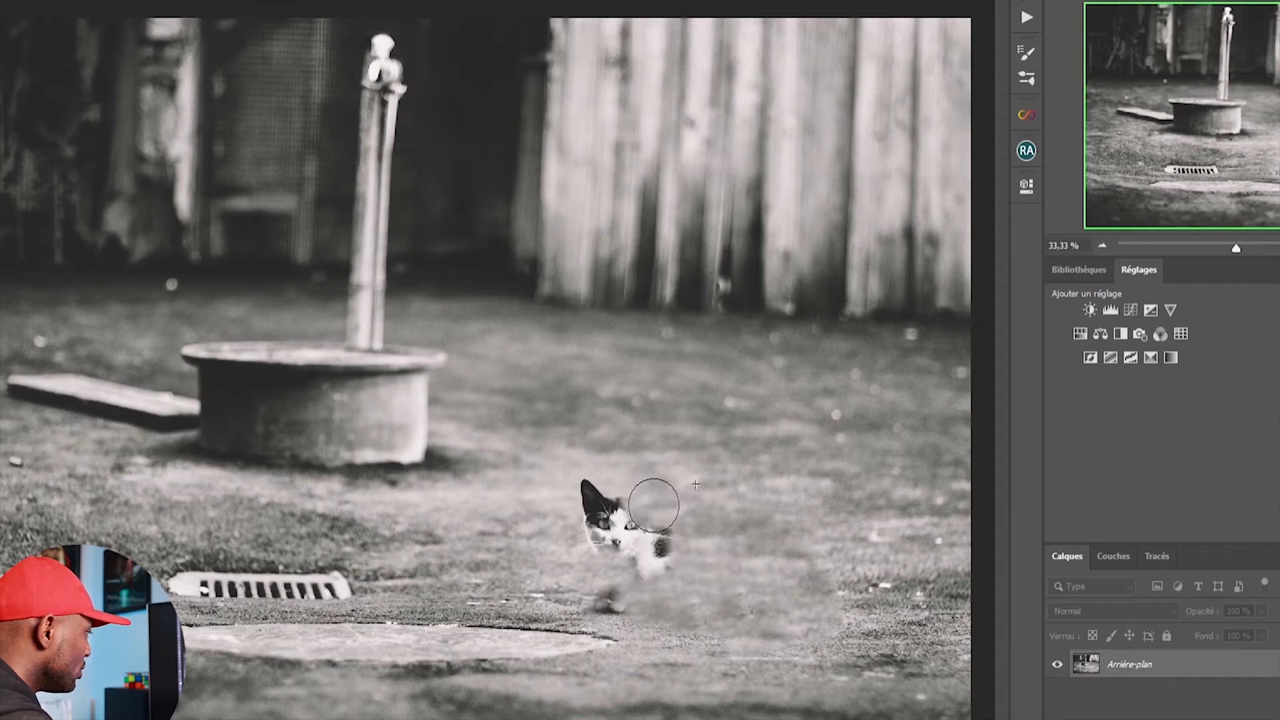 RA
33,33 %
Bibliothèques Réglages
Ajouter un réglage
Calques Couches Tracés
Type
Normal Opacité : 100 %
Verrou : Fond : 100 %
Arrière-plan